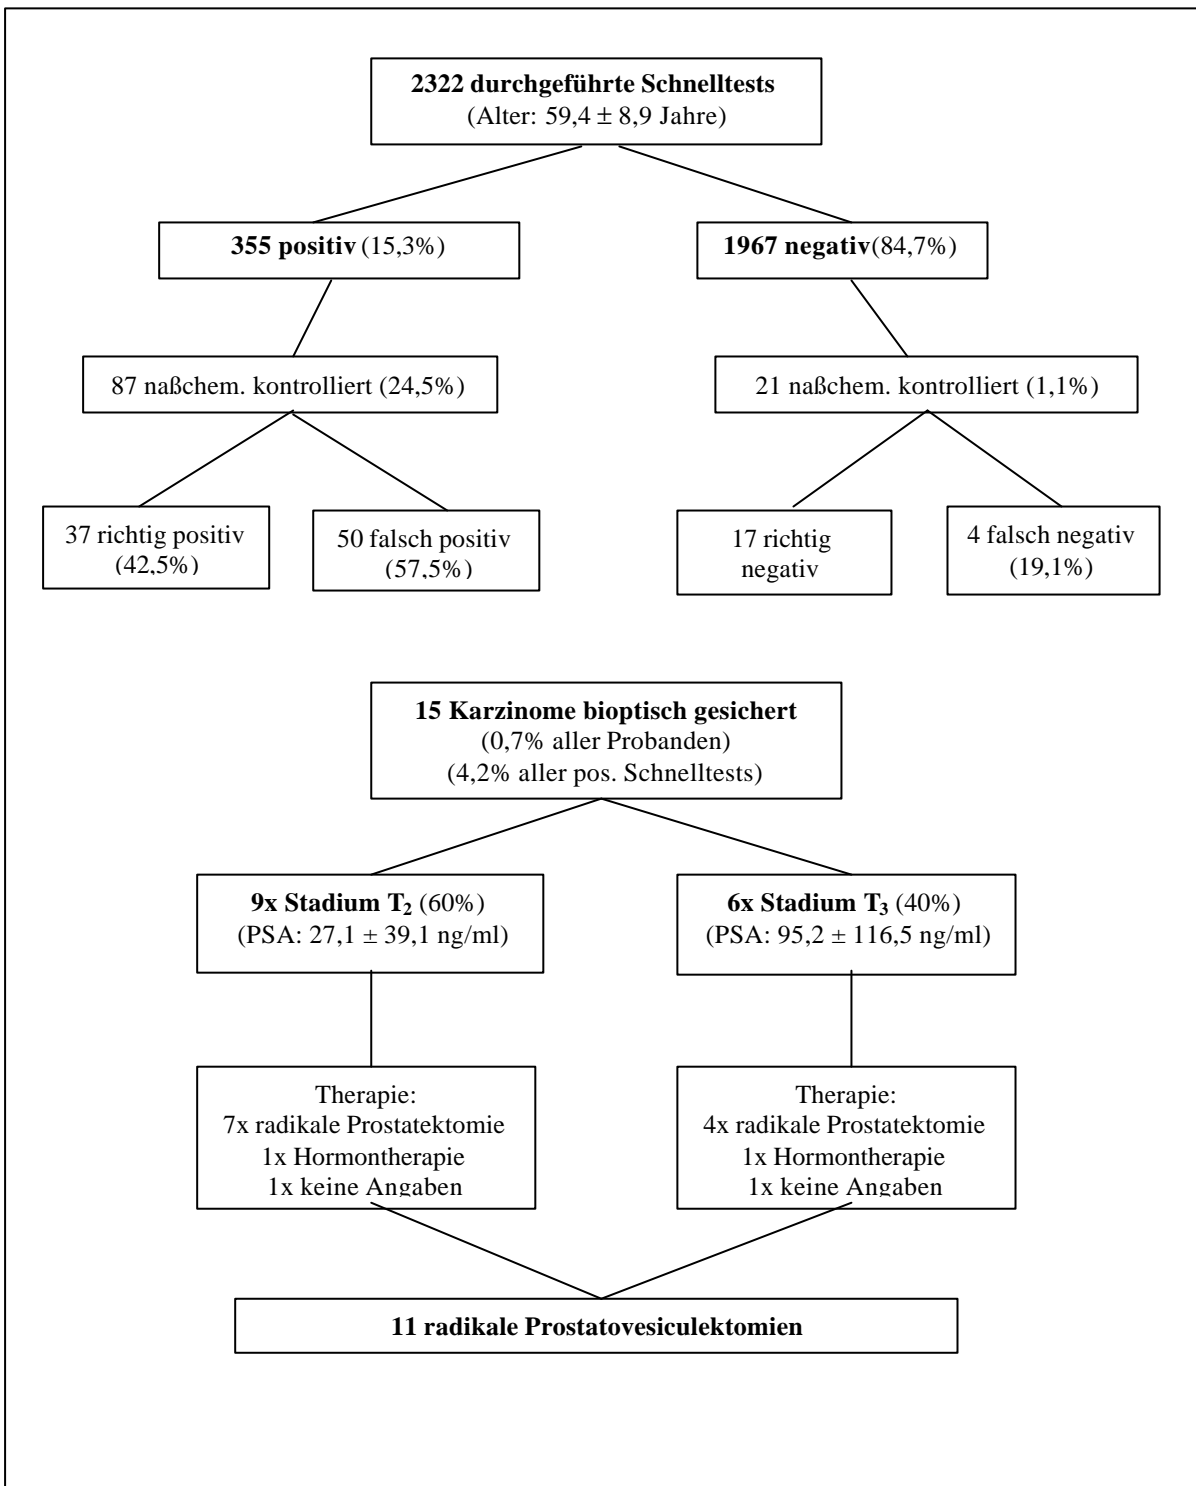 2322 durchgeführte Schnelltests
(Alter: 59,4 ± 8,9 Jahre)
355 positiv (15,3%)
1967 negativ(84,7%)
87 naßchem. kontrolliert (24,5%)
21 naßchem. kontrolliert (1,1%)
37 richtig positiv
(42,5%)
50 falsch positiv
(57,5%)
17 richtig
negativ
4 falsch negativ
(19,1%)
15 Karzinome bioptisch gesichert
(0,7% aller Probanden)
(4,2% aller pos. Schnelltests)
9x Stadium T₂ (60%)
(PSA: 27,1 ± 39,1 ng/ml)
6x Stadium T₃ (40%)
(PSA: 95,2 ± 116,5 ng/ml)
Therapie:
7x radikale Prostatektomie
1x Hormontherapie
1x keine Angaben
Therapie:
4x radikale Prostatektomie
1x Hormontherapie
1x keine Angaben
11 radikale Prostatovesiculektomien